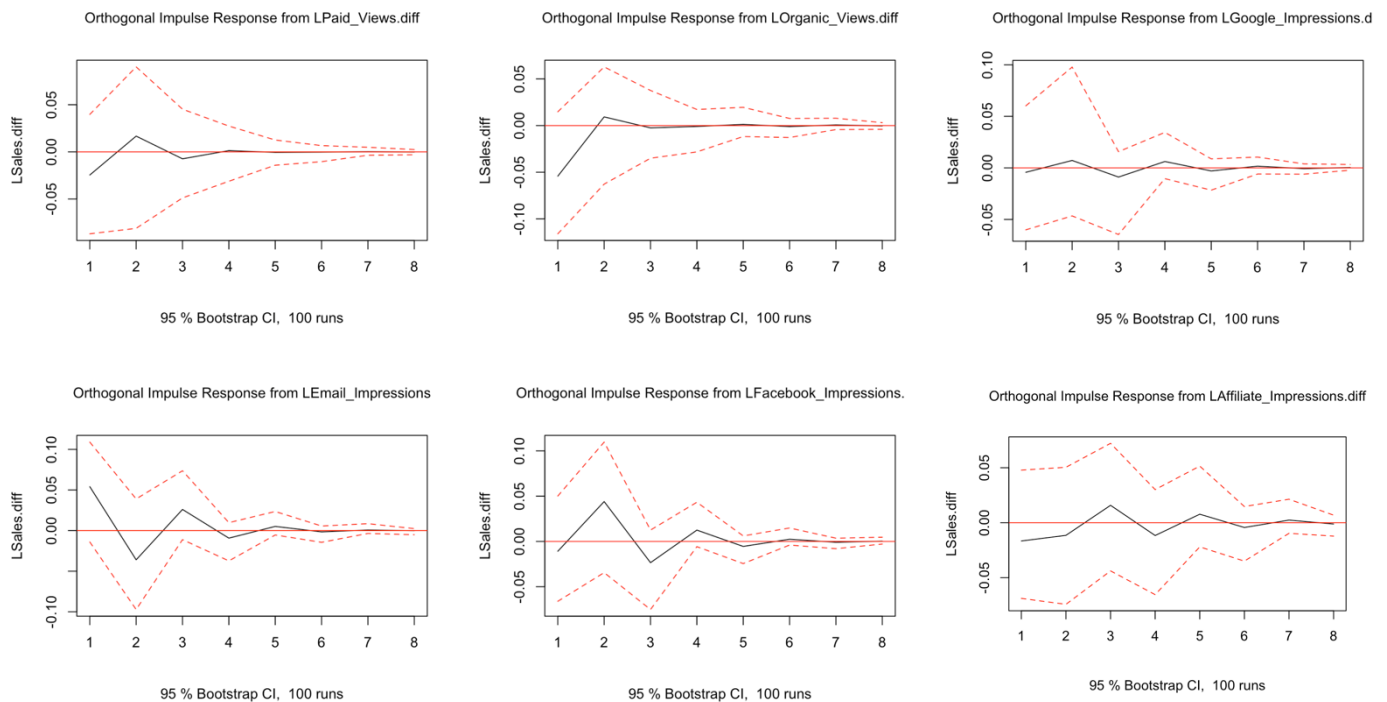 Orthogonal Impulse Response from LPaid_Views.diff
LSales.diff
0.05
0.00
-0.05
1 2 3 4 5 6 7 8
95 % Bootstrap CI, 100 runs
Orthogonal Impulse Response from LOrganic_Views.diff
LSales.diff
0.05
0.00
-0.05
-0.10
1 2 3 4 5 6 7 8
95 % Bootstrap CI, 100 runs
Orthogonal Impulse Response from LGoogle_Impressions.d
LSales.diff
0.10
0.05
0.00
-0.05
1 2 3 4 5 6 7 8
95 % Bootstrap CI, 100 runs
Orthogonal Impulse Response from LEmail_Impressions
LSales.diff
0.10
0.05
0.00
-0.10
1 2 3 4 5 6 7 8
95 % Bootstrap CI, 100 runs
Orthogonal Impulse Response from LFacebook_Impressions.
LSales.diff
0.10
0.05
0.00
-0.05
1 2 3 4 5 6 7 8
95 % Bootstrap CI, 100 runs
Orthogonal Impulse Response from LAffiliate_Impressions.diff
LSales.diff
0.05
0.00
-0.05
1 2 3 4 5 6 7 8
95 % Bootstrap CI, 100 runs